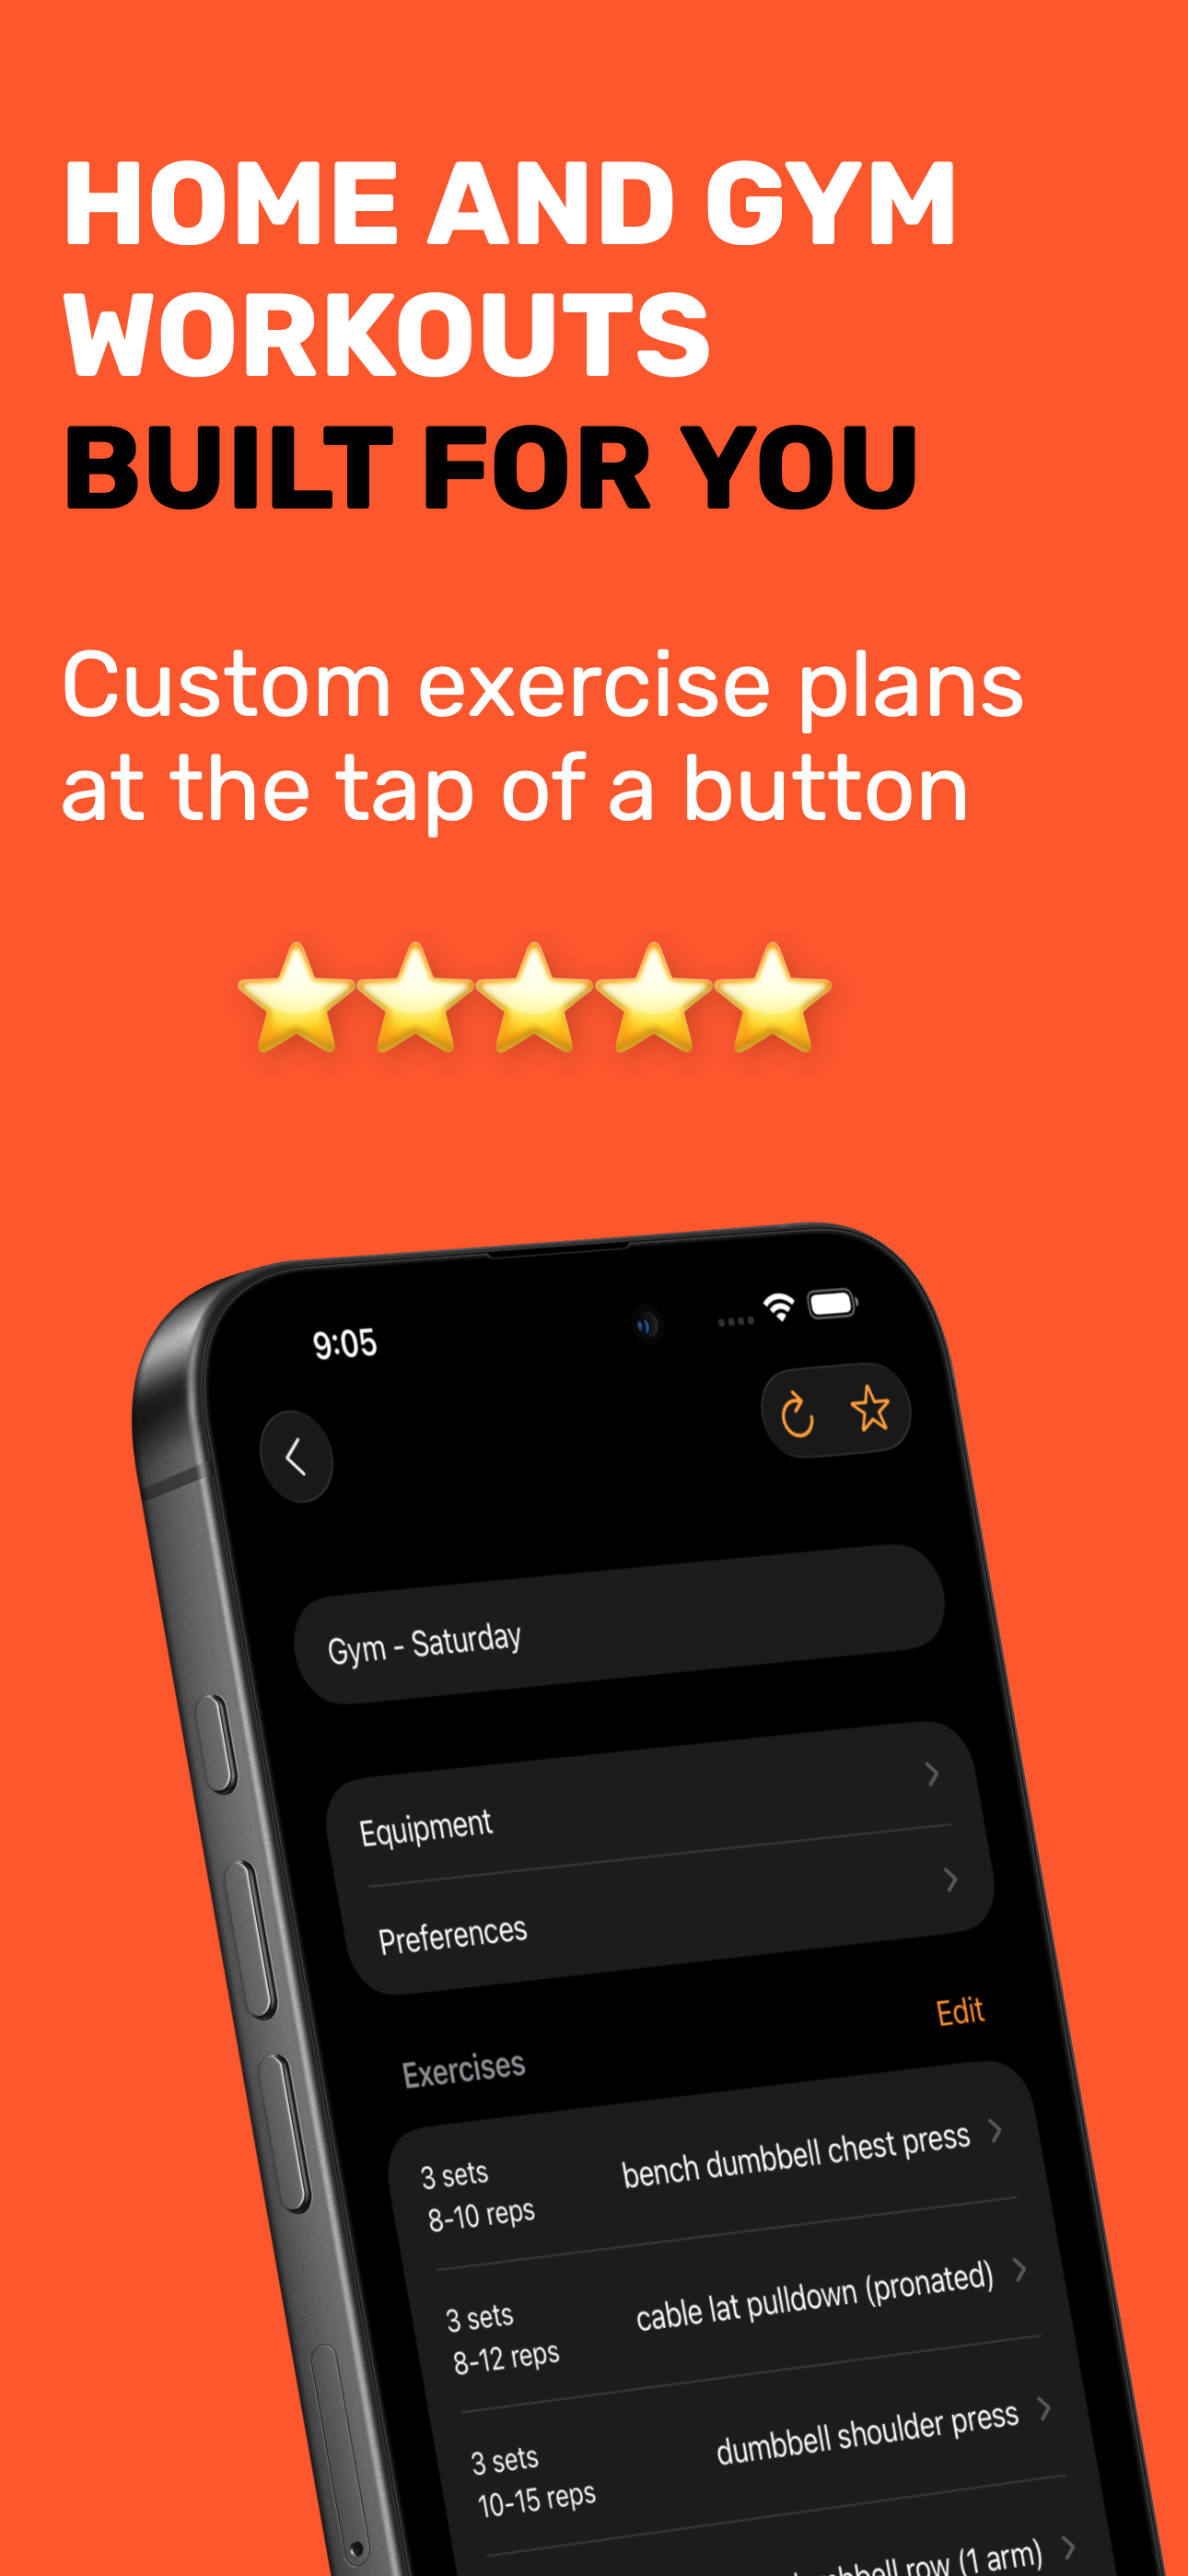 HOME AND GYM
WORKOUTS
BUILT FOR YOU
Custom exercise plans
at the tap of a button
9:05
Gym - Saturday
Equipment
Preferences
Edit
Exercises
3 sets
8-10 reps
bench dumbbell chest press
3 sets
8-12 reps
cable lat pulldown (pronated)
3 sets
10-15 reps
dumbbell shoulder press
row (1 arm)